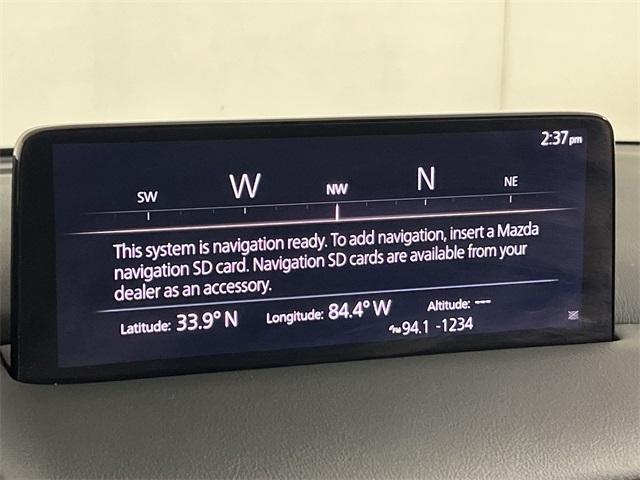 2:37 pm
SW W NW N NE
This system is navigation ready. To add navigation, insert a Mazda
navigation SD card. Navigation SD cards are available from your
dealer as an accessory.
Latitude: 33.9° N Longitude: 84.4° W Altitude: ---
FM 94.1 -1234